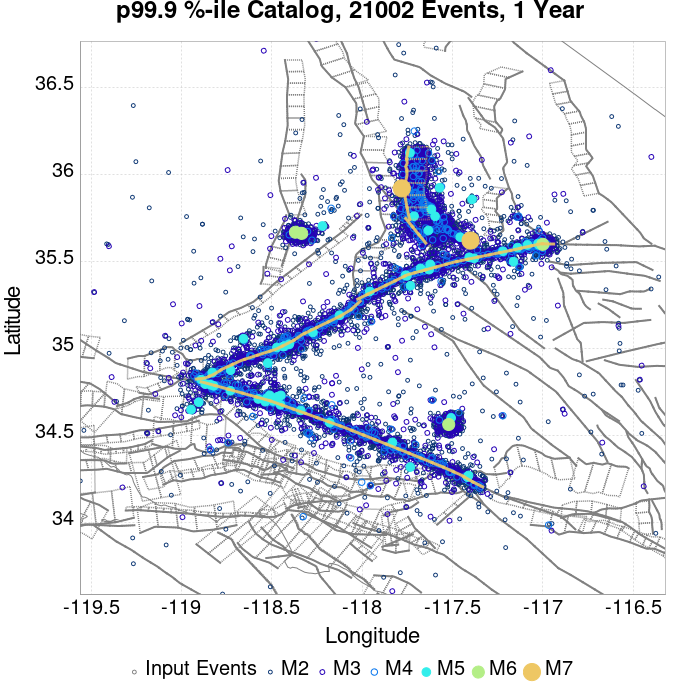 p99.9 %-ile Catalog, 21002 Events, 1 Year
36.5
36
35.5
35
34.5
34
Latitude
-119.5 -119 -118.5 -118 -117.5 -117 -116.5
Longitude
Input Events M2 M3 M4 M5 M6 M7